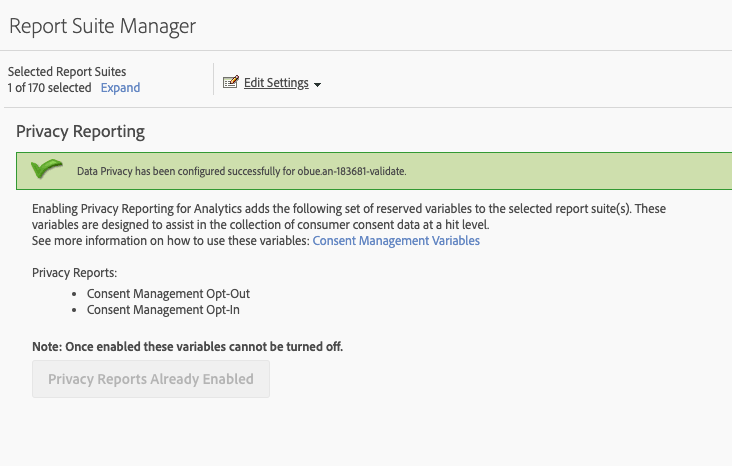 Report Suite Manager
Selected Report Suites
1 of 170 selected Expand
Edit Settings
Privacy Reporting
Data Privacy has been configured successfully for obue.an-183681-validate.
Enabling Privacy Reporting for Analytics adds the following set of reserved variables to the selected report suite(s). These
variables are designed to assist in the collection of consumer consent data at a hit level.
See more information on how to use these variables: Consent Management Variables
Privacy Reports:
• Consent Management Opt-Out
• Consent Management Opt-In
Note: Once enabled these variables cannot be turned off.
Privacy Reports Already Enabled